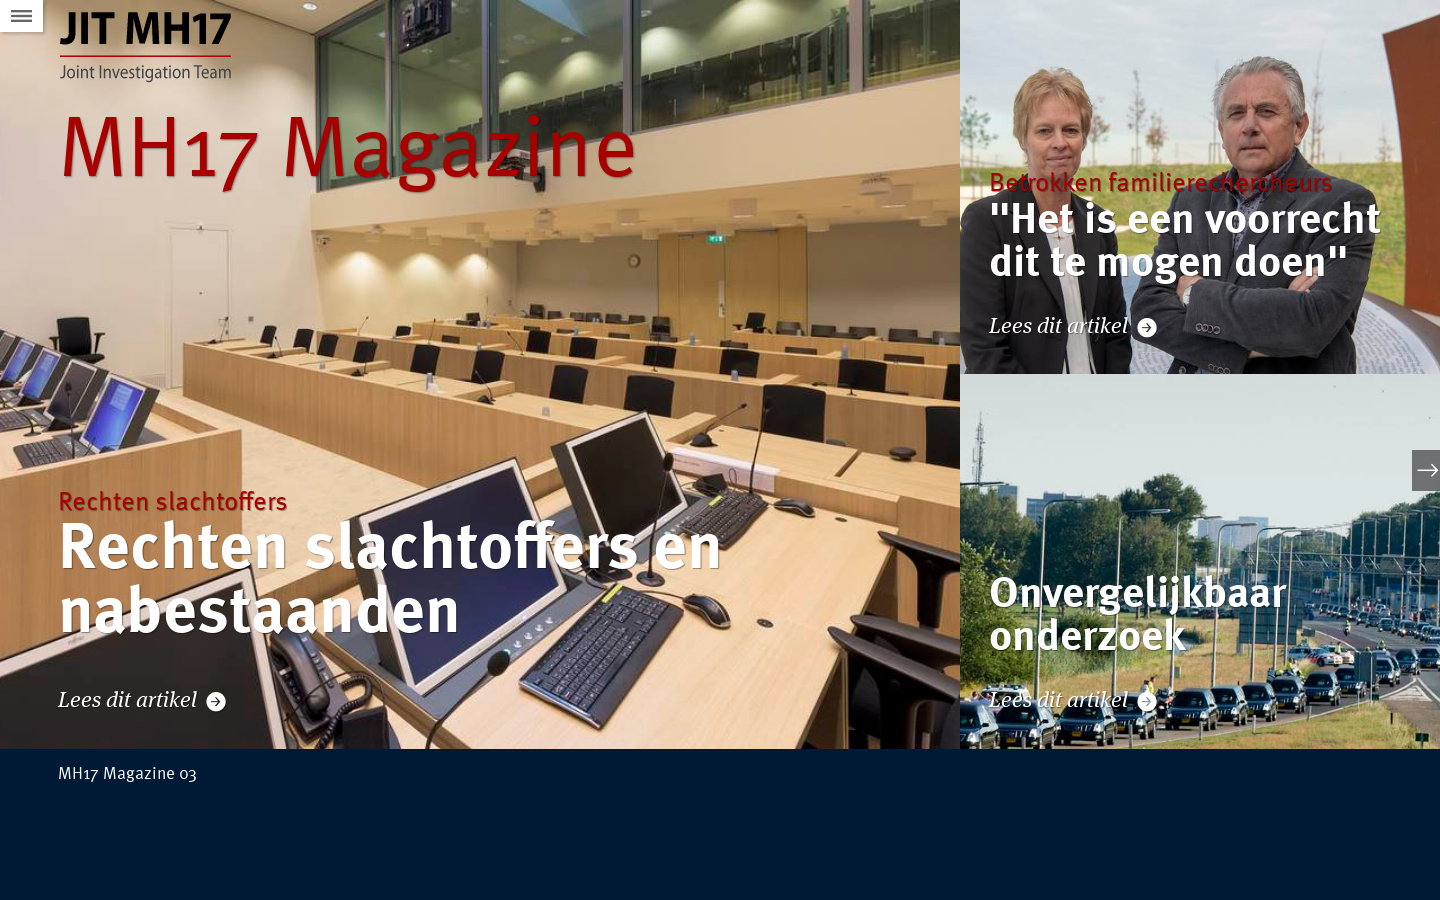 JIT MH17
Joint Investigation Team
MH17 Magazine
Rechten slachtoffers
Rechten slachtoffers en
nabestaanden
Lees dit artikel
Betrokken familierechercheurs
"Het is een voorrecht
dit te mogen doen"
Lees dit artikel
Onvergelijkbaar
onderzoek
Lees dit artikel
MH17 Magazine 03